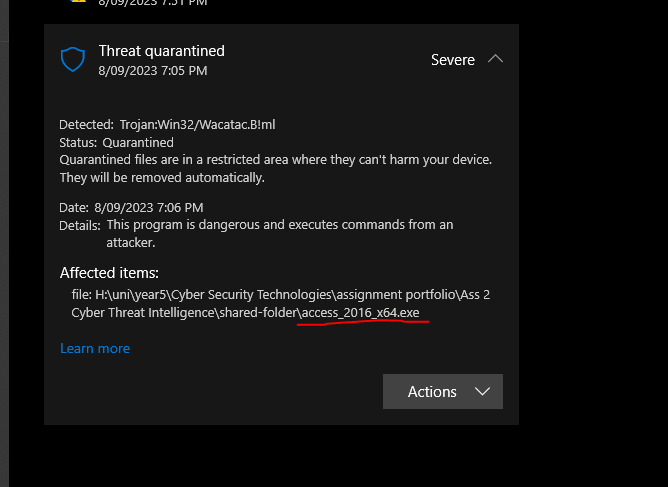 8/09/2023 7:51 PM
Threat quarantined
8/09/2023 7:05 PM
Severe
Detected: Trojan:Win32/Wacatac.B!ml
Status: Quarantined
Quarantined files are in a restricted area where they can't harm your device.
They will be removed automatically.
Date: 8/09/2023 7:06 PM
Details: This program is dangerous and executes commands from an
attacker.
Affected items:
file: H:\uni\year5\Cyber Security Technologies\assignment portfolio\Ass 2
Cyber Threat Intelligence\shared-folder\access_2016_x64.exe
Learn more
Actions